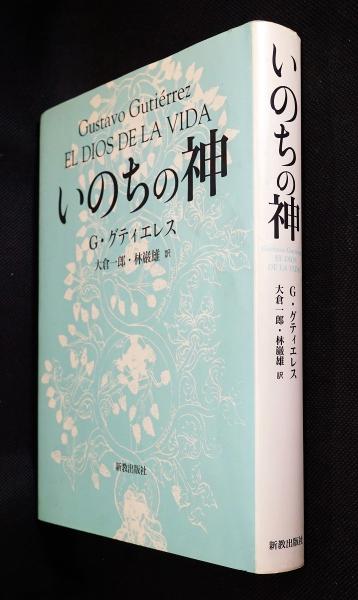 Gustavo Gutiérrez
EL DIOS DE LA VIDA
いのちの神
G・グティエレス
大倉一郎・林巌雄 訳
新教出版社
いのちの神
Gustavo Gutiérrez
EL DIOS
DE LA VIDA
G・グティエレス
大倉一郎・林巌雄 訳
新教出版社